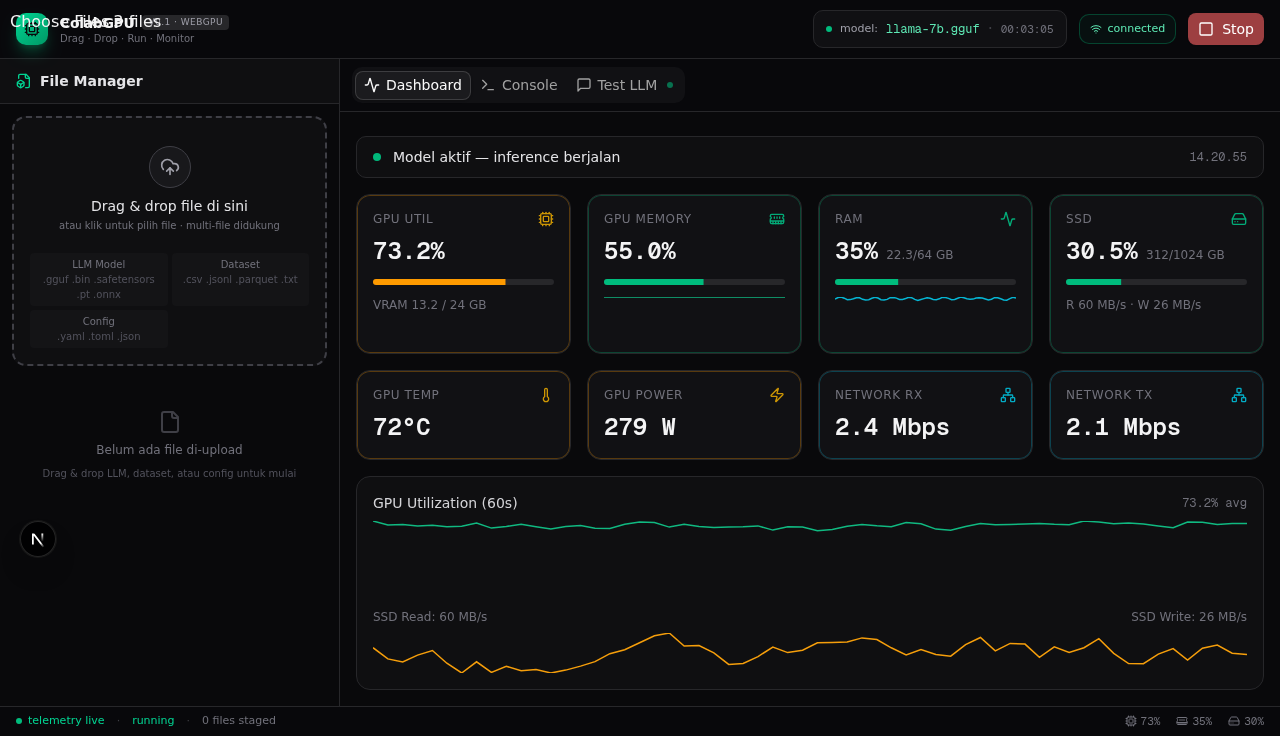 Choose Files 3 files
ColabGPU v0.1 · WEBGPU
Drag · Drop · Run · Monitor
model: llama-7b.gguf · 00:03:05
connected
Stop
File Manager
Dashboard
Console
Test LLM
Drag & drop file di sini
atau klik untuk pilih file · multi-file didukung
LLM Model
.gguf .bin .safetensors
.pt .onnx
Dataset
.csv .jsonl .parquet .txt
Config
.yaml .toml .json
Belum ada file di-upload
Drag & drop LLM, dataset, atau config untuk mulai
N
Model aktif — inference berjalan
14.20.55
GPU UTIL
73.2%
VRAM 13.2 / 24 GB
GPU MEMORY
55.0%
RAM
35% 22.3/64 GB
SSD
30.5% 312/1024 GB
R 60 MB/s · W 26 MB/s
GPU TEMP
72°C
GPU POWER
279 W
NETWORK RX
2.4 Mbps
NETWORK TX
2.1 Mbps
GPU Utilization (60s)
73.2% avg
SSD Read: 60 MB/s
SSD Write: 26 MB/s
telemetry live · running · 0 files staged
73% 35% 30%